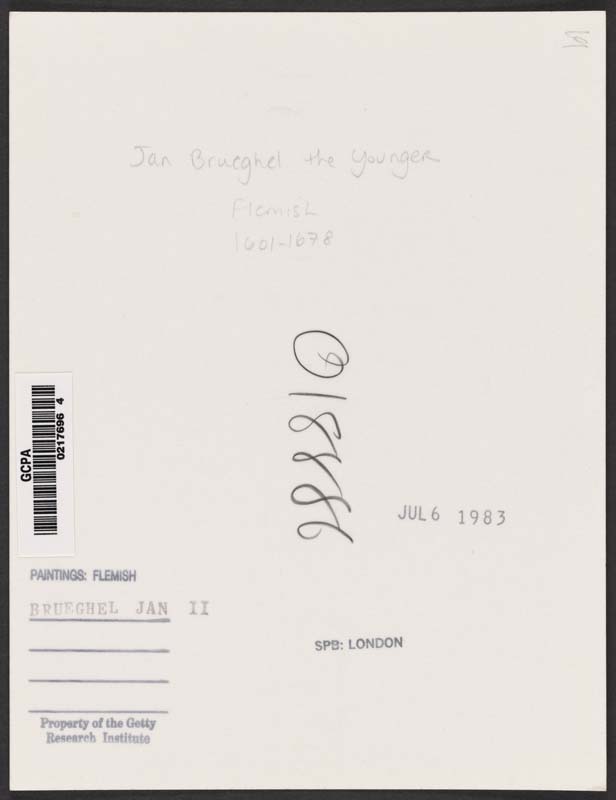 Jan Brueghel the Younger
Flemish
1601-1678
GCPA
0217696 4
JUL 6 1983
PAINTINGS: FLEMISH
BRUEGHEL JAN II
SPB: LONDON
Property of the Getty
Research Institute